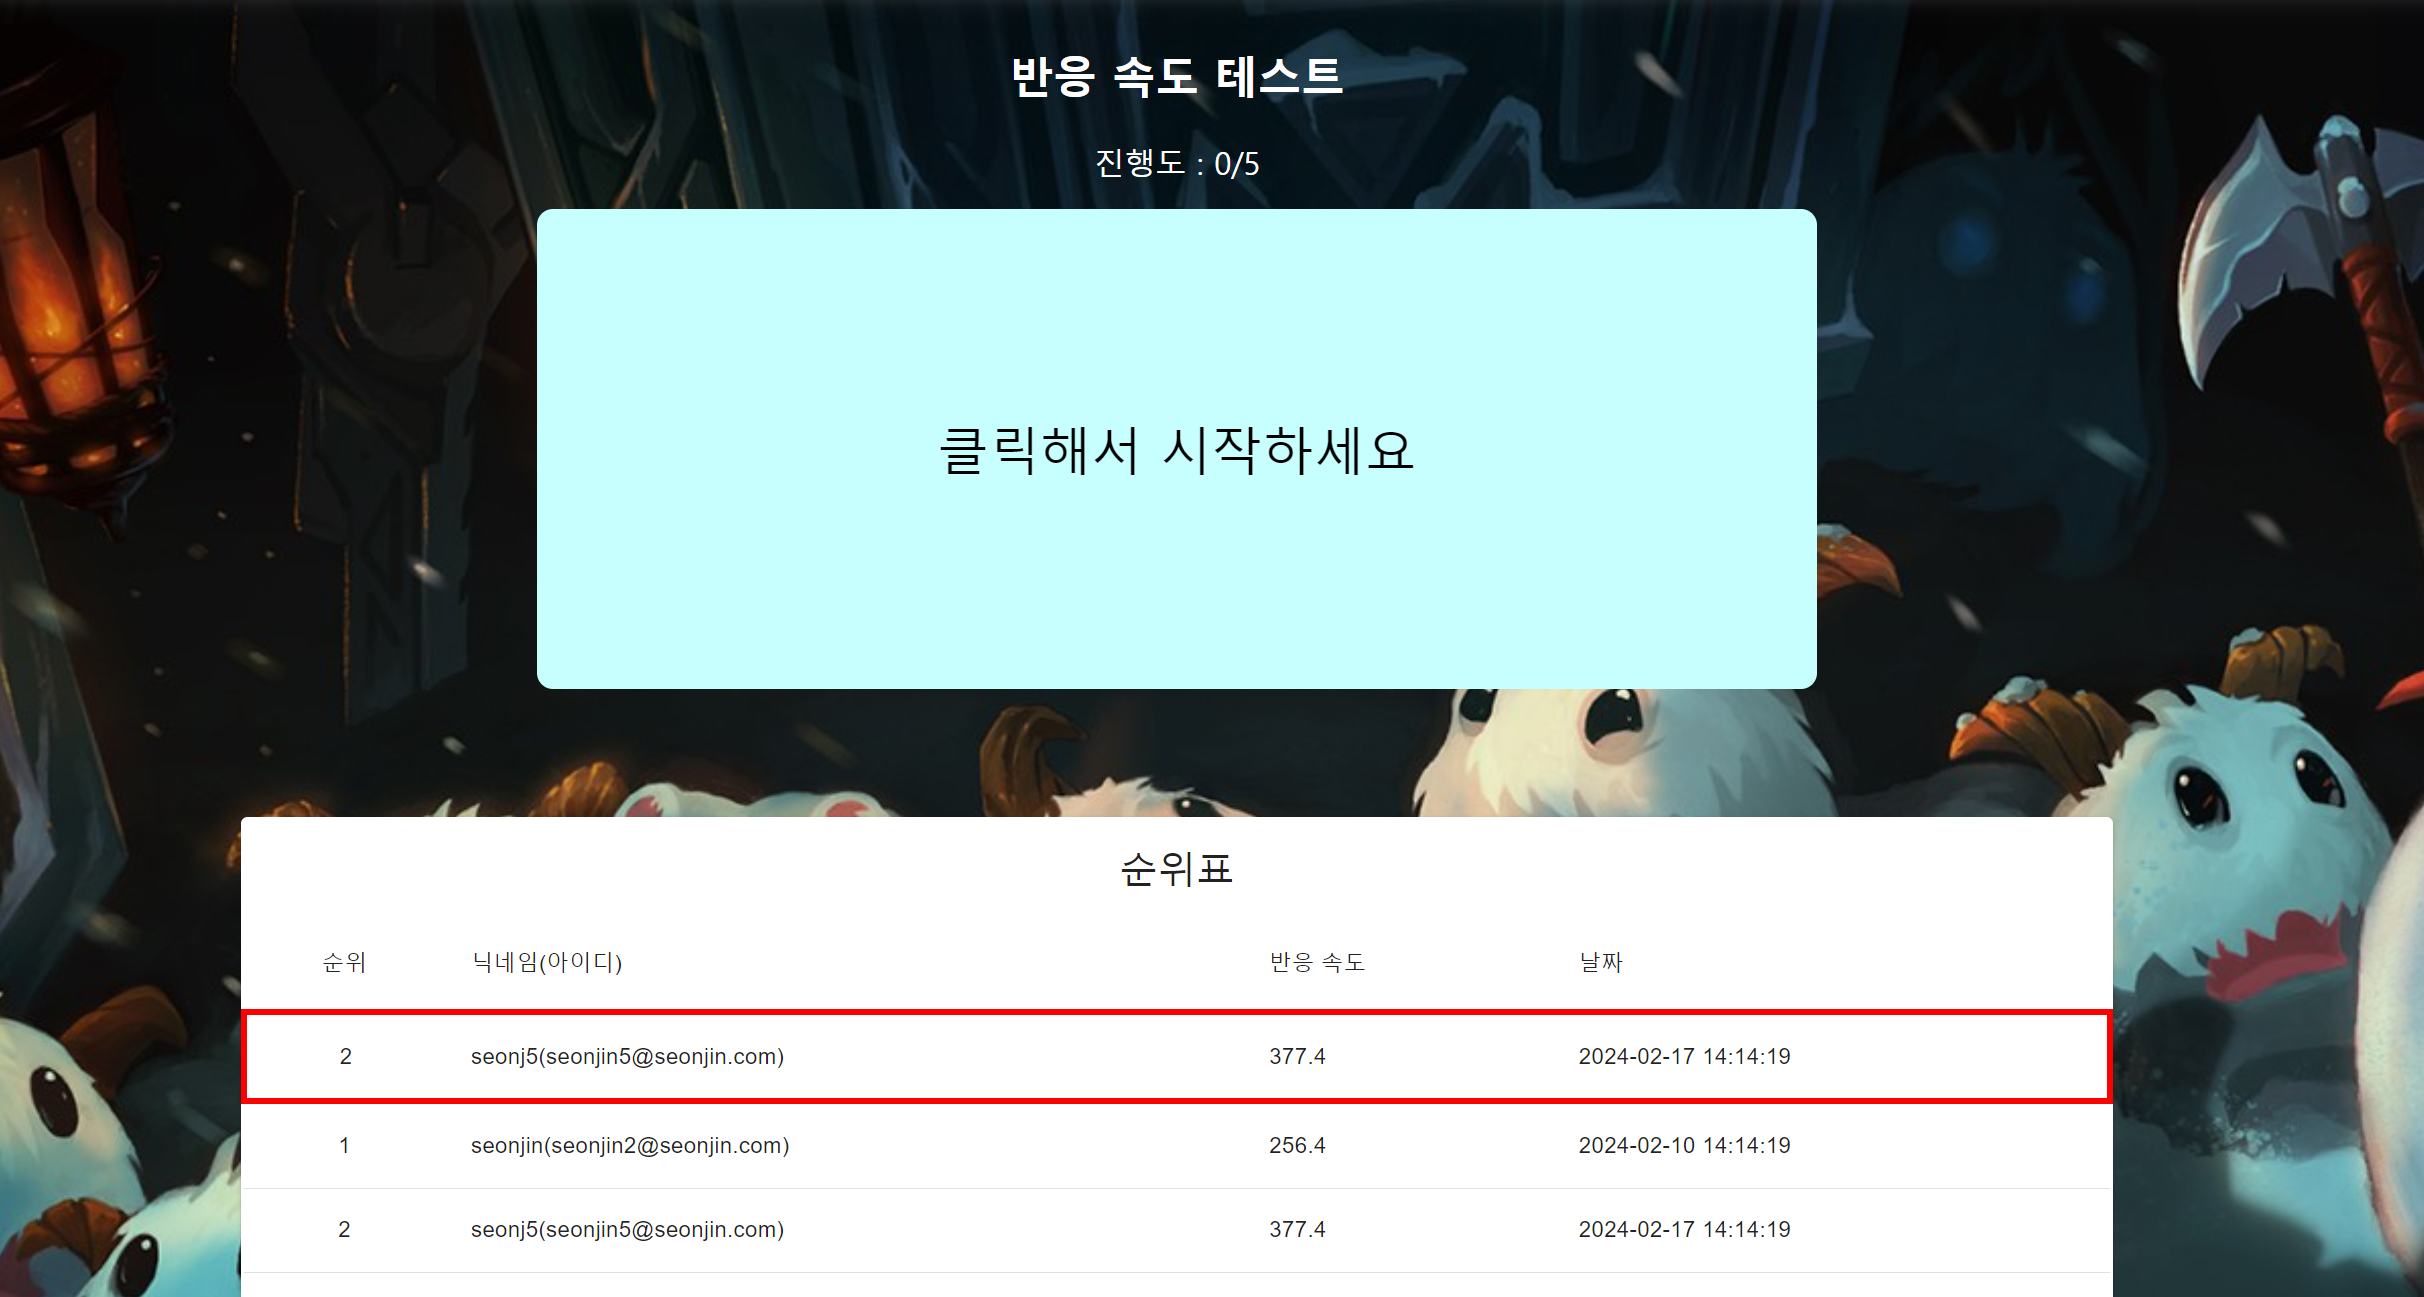 반응 속도 테스트
진행도 : 0/5
클릭해서 시작하세요
순위표
순위 닉네임(아이디) 반응 속도 날짜
2 seonj5(seonjin5@seonjin.com) 377.4 2024-02-17 14:14:19
1 seonjin(seonjin2@seonjin.com) 256.4 2024-02-10 14:14:19
2 seonj5(seonjin5@seonjin.com) 377.4 2024-02-17 14:14:19